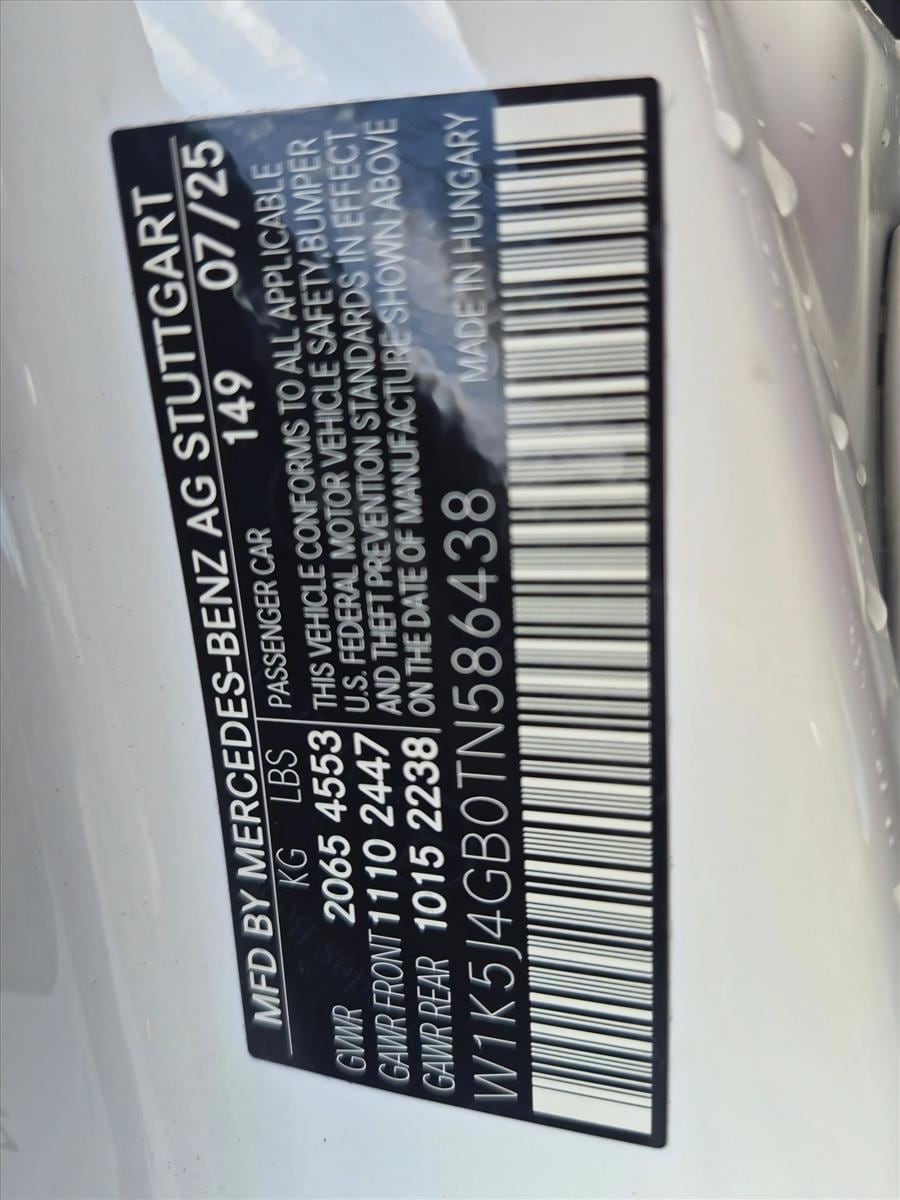 MFD BY MERCEDES-BENZ AG STUTTGART
149 07/25
KG LBS
GVWR 2065 4553
GAWR FRONT 1110 2447
GAWR REAR 1015 2238
PASSENGER CAR
THIS VEHICLE CONFORMS TO ALL APPLICABLE
U.S. FEDERAL MOTOR VEHICLE SAFETY, BUMPER
AND THEFT PREVENTION STANDARDS IN EFFECT
ON THE DATE OF MANUFACTURE SHOWN ABOVE
W1K5J4GB0TN586438
MADE IN HUNGARY